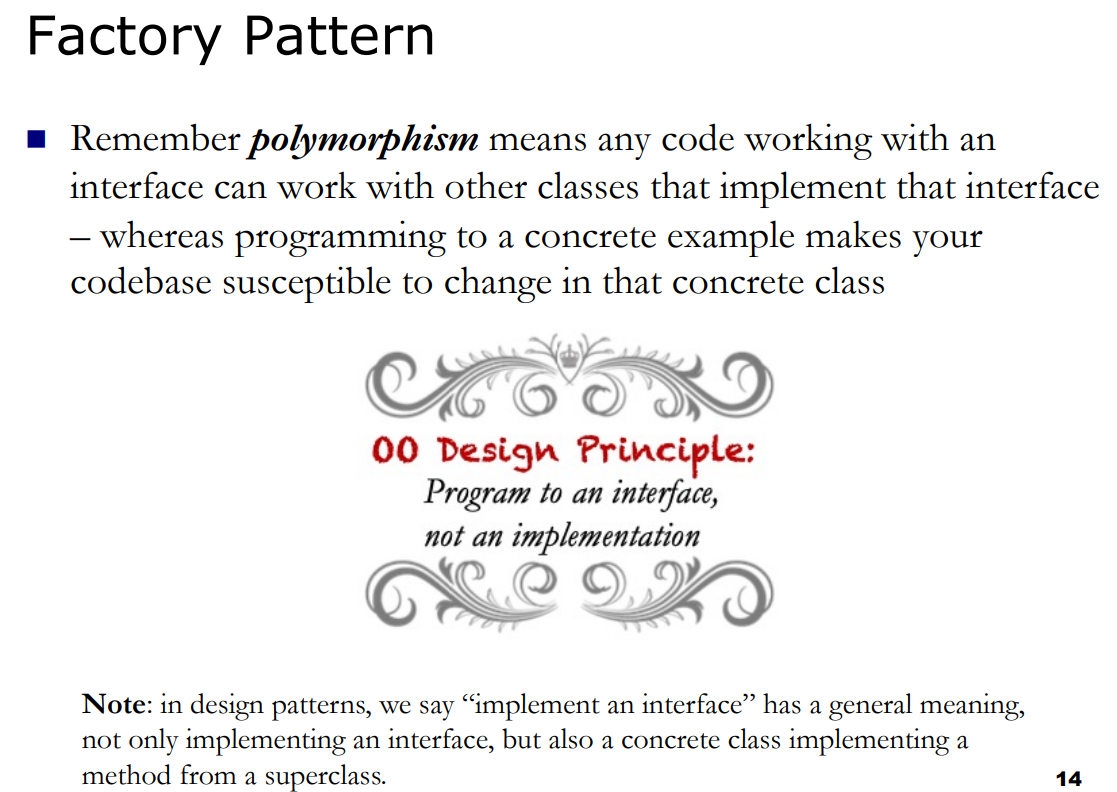 Factory Pattern
Remember polymorphism means any code working with an
interface can work with other classes that implement that interface
– whereas programming to a concrete example makes your
codebase susceptible to change in that concrete class
OO Design Principle:
Program to an interface,
not an implementation
Note: in design patterns, we say “implement an interface” has a general meaning,
not only implementing an interface, but also a concrete class implementing a
method from a superclass.
14